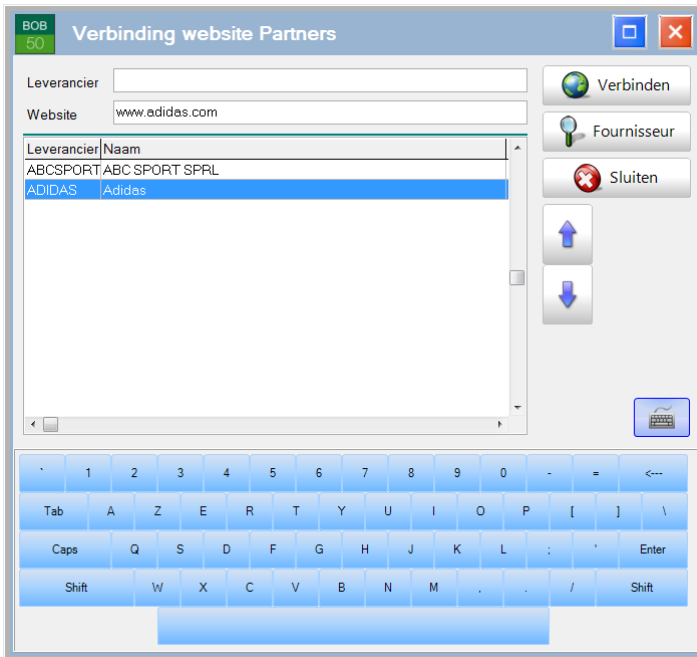 BOB
50
Verbinding website Partners
Leverancier
Verbinden
Website www.adidas.com
Fournisseur
Leverancier Naam
ABCSPORT ABC SPORT SPRL
Sluiten
ADIDAS Adidas
` 1 2 3 4 5 6 7 8 9 0 - = <---
Tab A Z E R T Y U I O P [ ] \
Caps Q S D F G H J K L ; ' Enter
Shift W X C V B N M , . / Shift